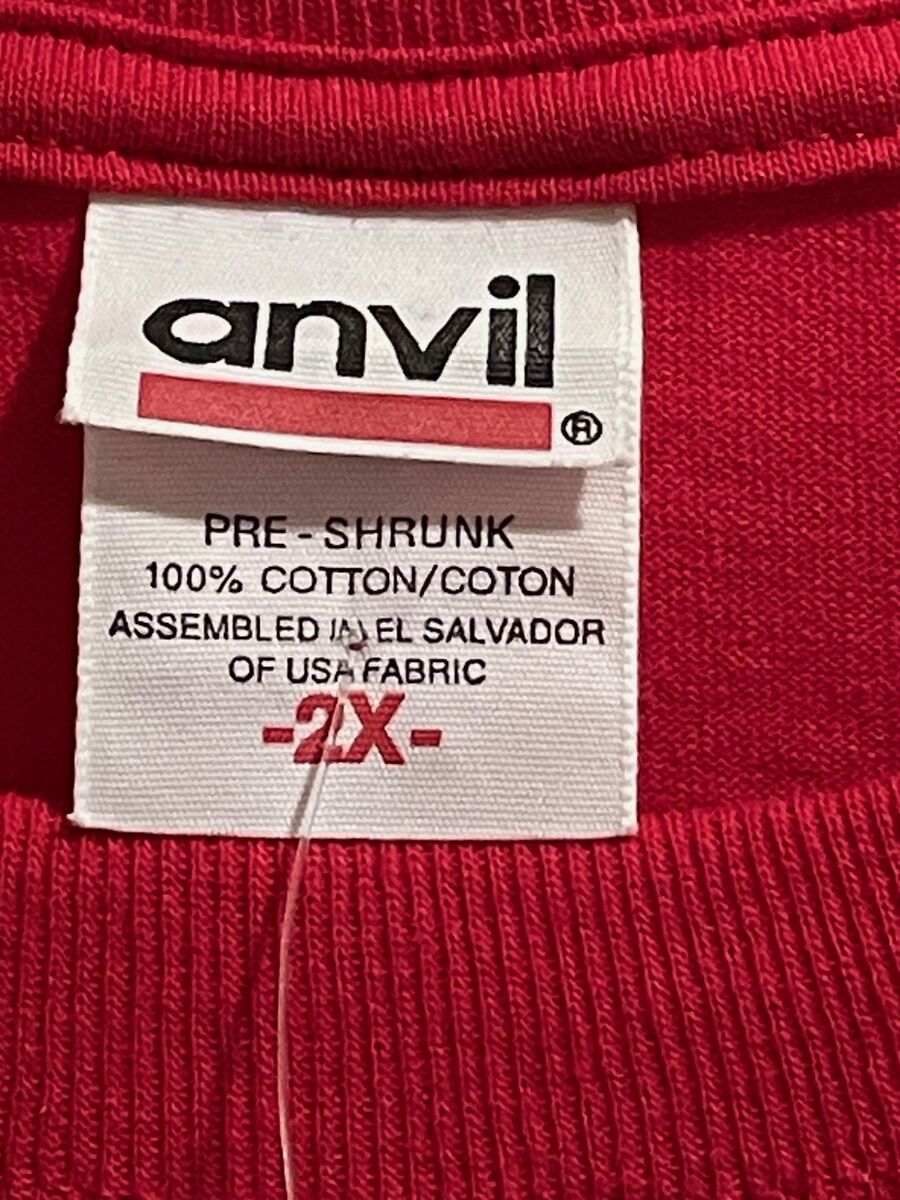 anvil
®
PRE - SHRUNK
100% COTTON/COTON
ASSEMBLED IN EL SALVADOR
OF USA FABRIC
-2X-